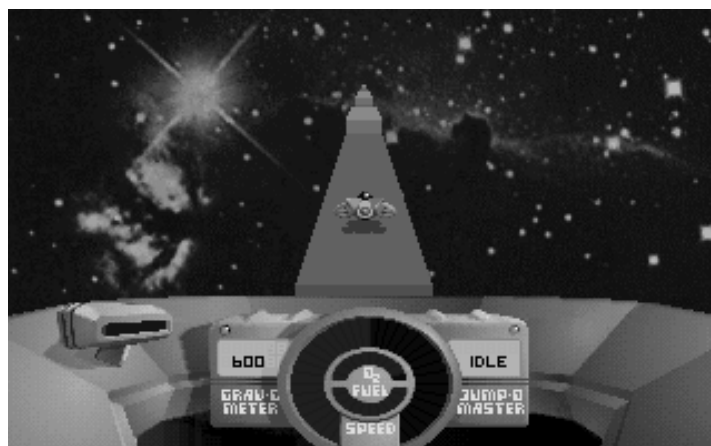 600
GRAV-O
METER
O2
FUEL
SPEED
IDLE
JUMP-O
MASTER